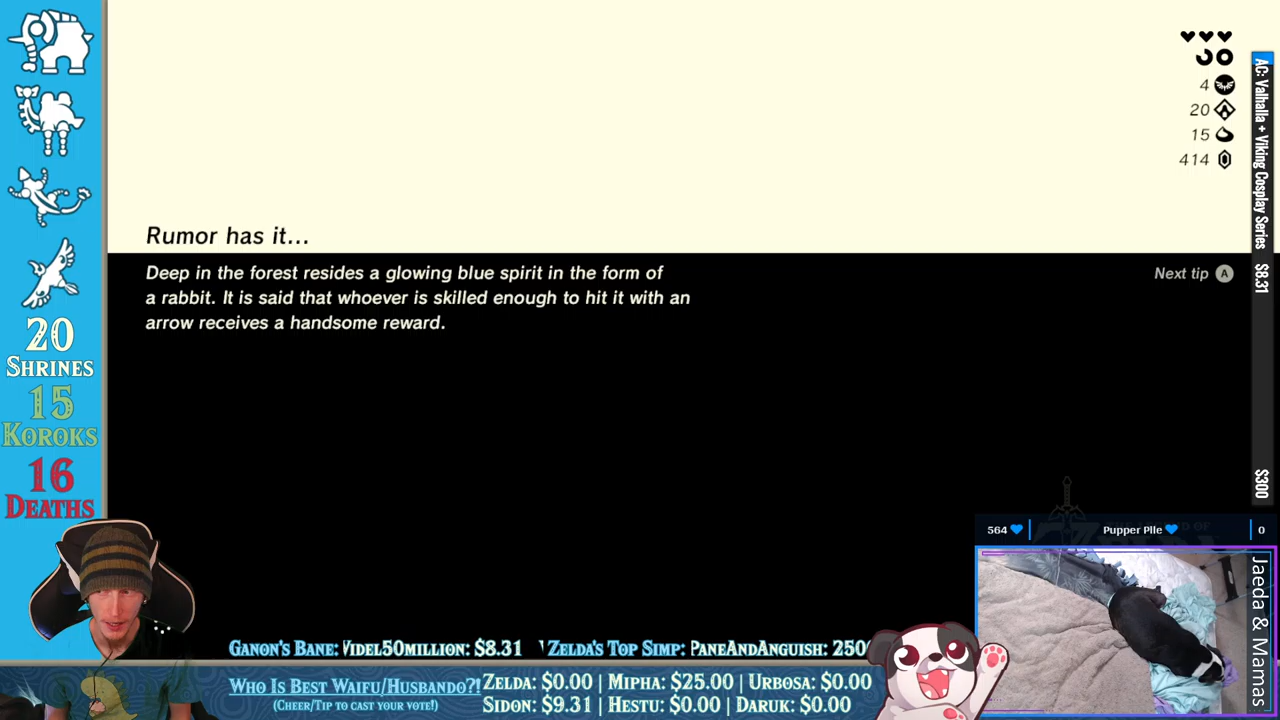 20
SHRINES
15
KOROKS
16
DEATHS
4
20
15
414
Rumor has it...
Deep in the forest resides a glowing blue spirit in the form of
a rabbit. It is said that whoever is skilled enough to hit it with an
arrow receives a handsome reward.
Next tip A
AC: Valhalla + Viking Cosplay Series $8.31
$300
564
Pupper Pile
0
Jaeda & Mamas
GANON'S BANE: VIDEL50MILLION: $8.31
ZELDA'S TOP SIMP: PANEANDANGUISH: 2500
WHO IS BEST WAIFU/HUSBANDO?!
(CHEER/TIP TO CAST YOUR VOTE!)
ZELDA: $0.00 | MIPHA: $25.00 | URBOSA: $0.00
SIDON: $9.31 | HESTU: $0.00 | DARUK: $0.00